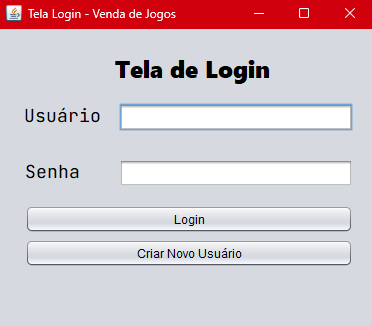 Tela Login - Venda de Jogos
Tela de Login
Usuário
Senha
Login
Criar Novo Usuário